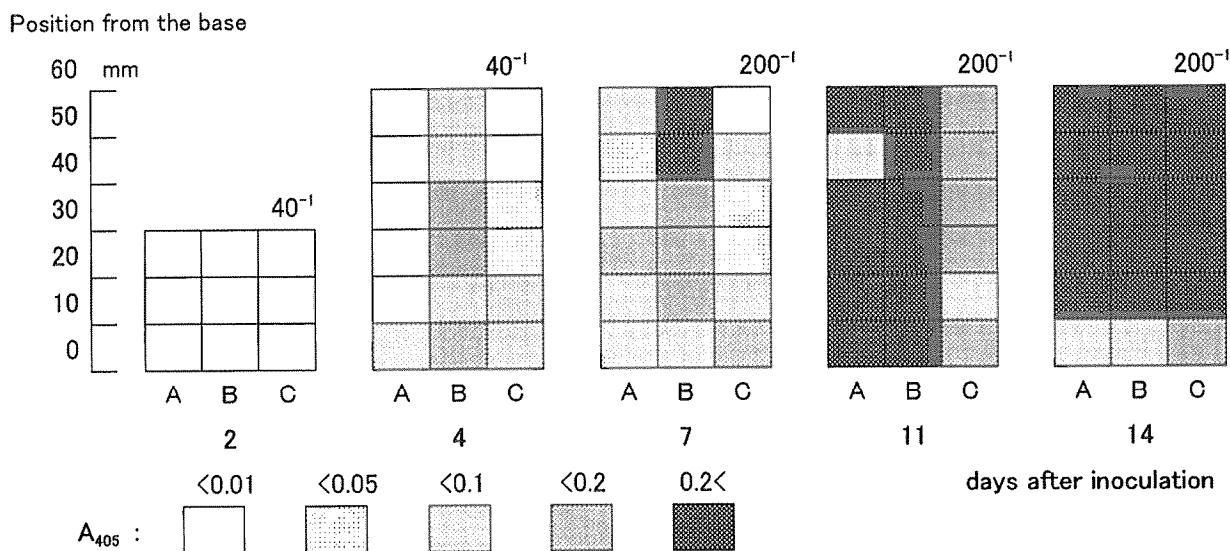 Position from the base
60 mm
50
40
30
20
10
0
40⁻¹
40⁻¹
200⁻¹
200⁻¹
200⁻¹
A B C
A B C
A B C
A B C
A B C
2 4 7 11 14
days after inoculation
<0.01 <0.05 <0.1 <0.2 0.2<
A₄₀₅ :